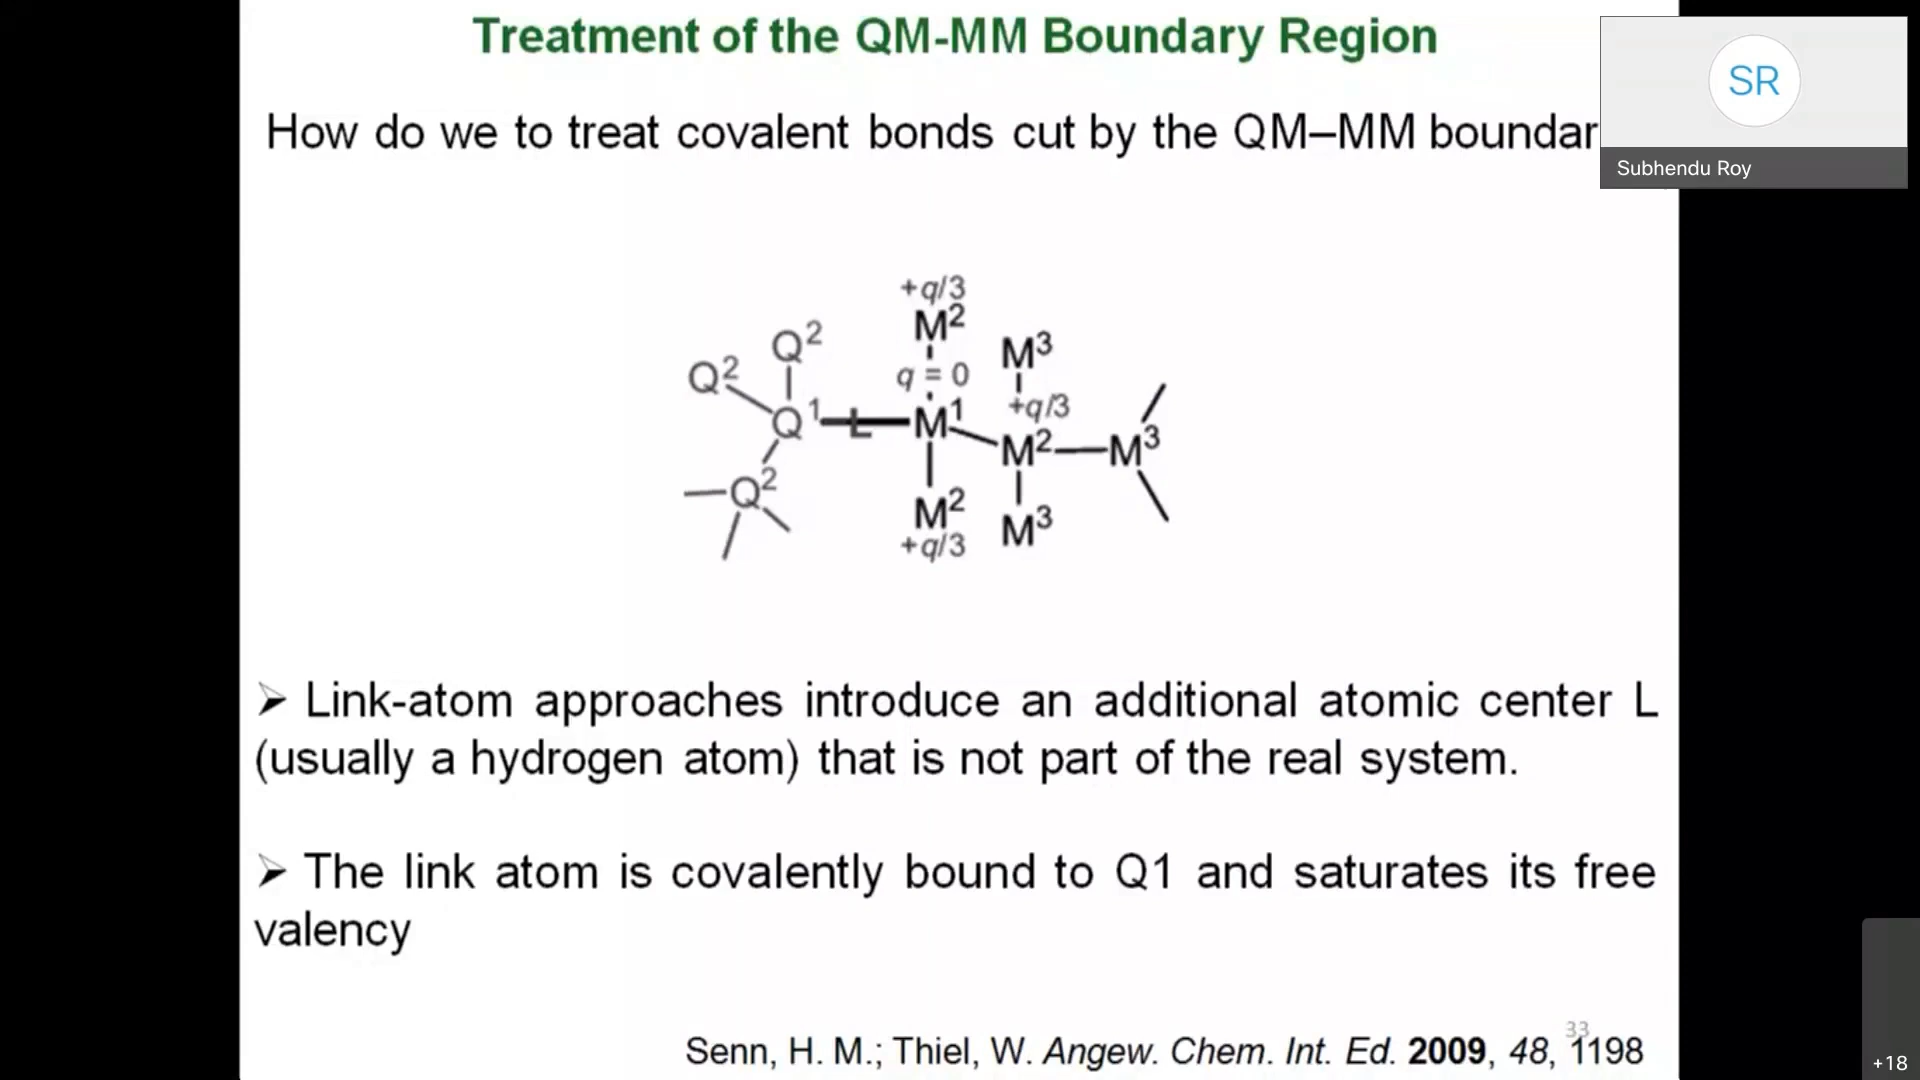 Treatment of the QM-MM Boundary Region
SR
Subhendu Roy
How do we to treat covalent bonds cut by the QM–MM boundar
+q/3
M²
Q²
M³
Q²
q = 0
+q/3
Q¹
L
M¹
M²
M³
Q²
M²
M³
+q/3
➢ Link-atom approaches introduce an additional atomic center L
(usually a hydrogen atom) that is not part of the real system.
➢ The link atom is covalently bound to Q1 and saturates its free
valency
33
Senn, H. M.; Thiel, W. Angew. Chem. Int. Ed. 2009, 48, 1198
+18